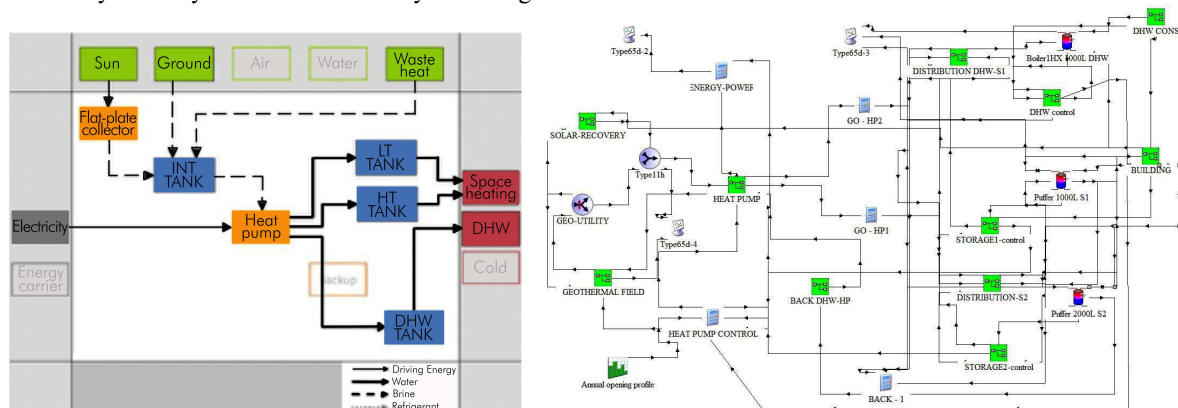 Sun
Ground
Air
Water
Waste
heat
Flat-plate
collector
INT
TANK
LT
TANK
HT
TANK
Space
heating
Electricity
Heat
pump
DHW
Energy
carrier
Cold
DHW
TANK
Driving Energy
Water
Brine
Refrigerant
Type65d-2
ENERGY-POWER
SOLAR-RECOVERY
Type11h
GEO-UTILITY
Type65d-4
GEOTHERMAL FIELD
HEAT PUMP
HEAT PUMP CONTROL
Annual opening profile
Type65d-3
GO - HP2
GO - HP1
BACK DHW-HP
BACK - 1
DISTRIBUTION DHW-S1
Boiler1HX 1000L DHW
DHW CONS
DHW control
BUILDING
Puffer 1000L S1
STORAGE1-control
DISTRIBUTION-S2
Puffer 2000L S2
STORAGE2-control